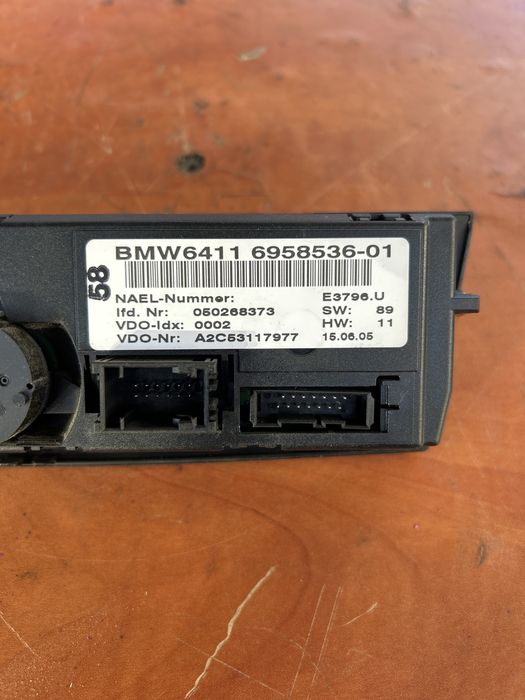 58
BMW6411 6958536-01
NAEL-Nummer: E3796.U
lfd. Nr: 050268373 SW: 89
VDO-Idx: 0002 HW: 11
VDO-Nr: A2C53117977 15.06.05